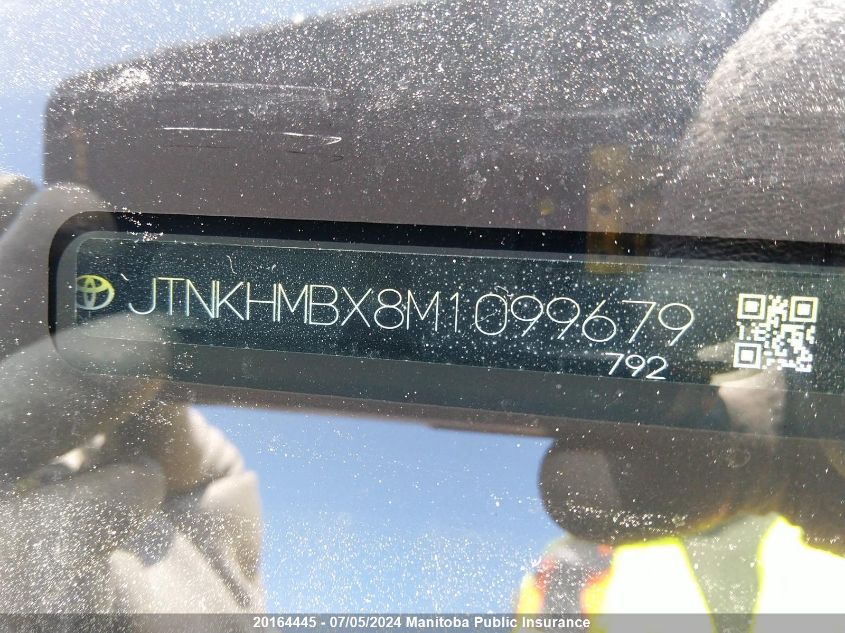 JTNKHMBX8M1099679
792
20164445 - 07/05/2024 Manitoba Public Insurance